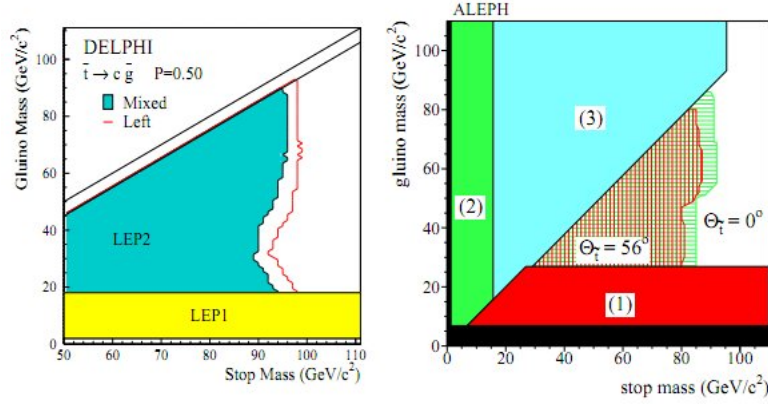 DELPHI
t̃ → c g̃ P=0.50
Mixed
Left
LEP2
LEP1
Gluino Mass (GeV/c²)
100
80
60
40
20
0
50 60 70 80 90 100 110
Stop Mass (GeV/c²)
ALEPH
gluino mass (GeV/c²)
100
80
60
40
20
0
(3)
(2)
Θt̃ = 0°
Θt̃ = 56°
(1)
0 20 40 60 80 100
stop mass (GeV/c²)